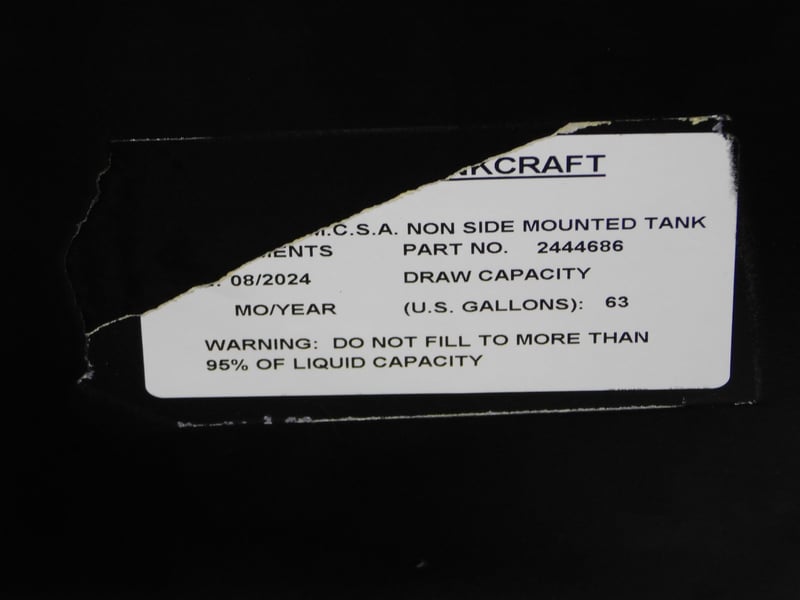 NKCRAFT
M.C.S.A. NON SIDE MOUNTED TANK
MENTS PART NO. 2444686
: 08/2024 DRAW CAPACITY
MO/YEAR (U.S. GALLONS): 63
WARNING: DO NOT FILL TO MORE THAN
95% OF LIQUID CAPACITY